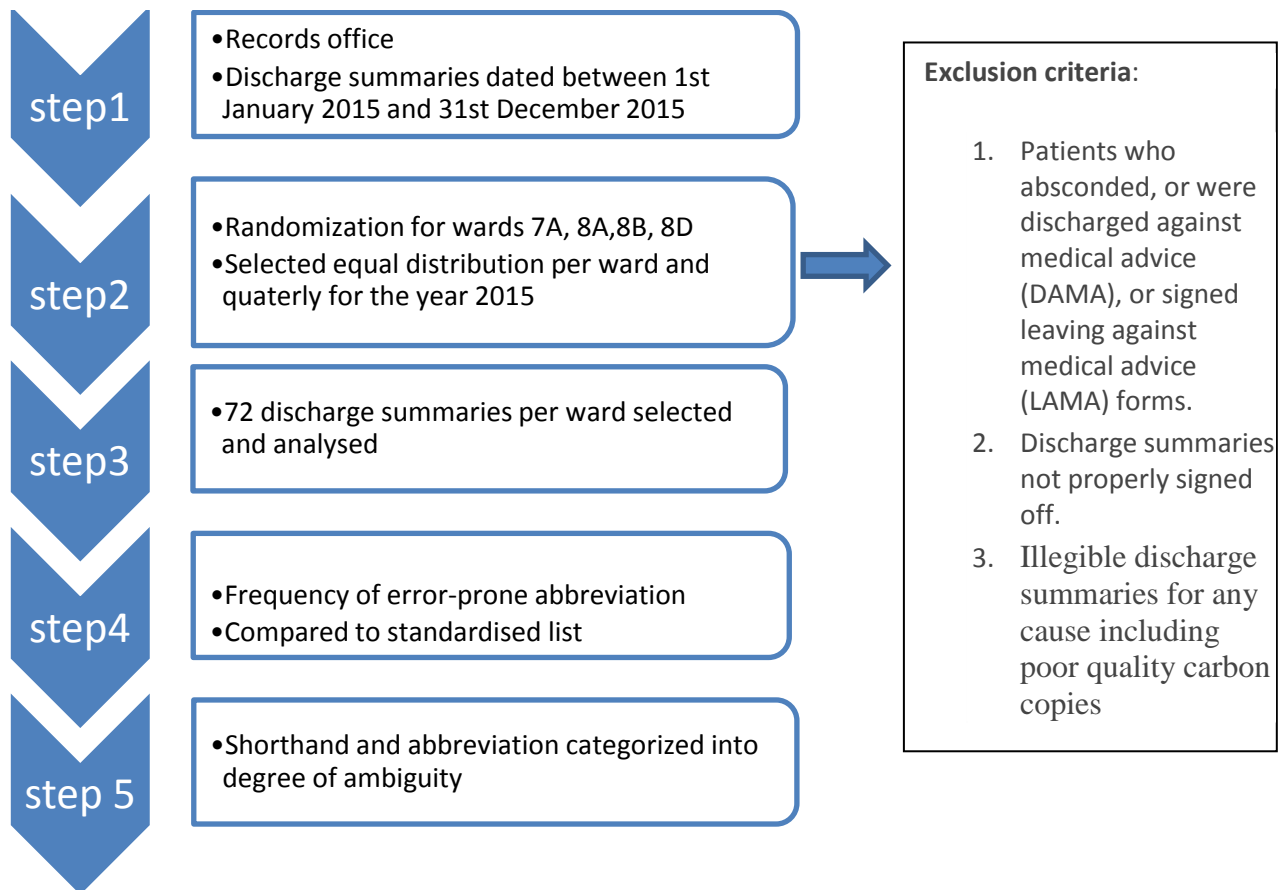 step1
•Records office
•Discharge summaries dated between 1st
January 2015 and 31st December 2015
step2
•Randomization for wards 7A, 8A,8B, 8D
•Selected equal distribution per ward and
quaterly for the year 2015
step3
•72 discharge summaries per ward selected
and analysed
step4
•Frequency of error-prone abbreviation
•Compared to standardised list
step 5
•Shorthand and abbreviation categorized into
degree of ambiguity
Exclusion criteria:
1. Patients who
absconded, or were
discharged against
medical advice
(DAMA), or signed
leaving against
medical advice
(LAMA) forms.
2. Discharge summaries
not properly signed
off.
3. Illegible discharge
summaries for any
cause including
poor quality carbon
copies